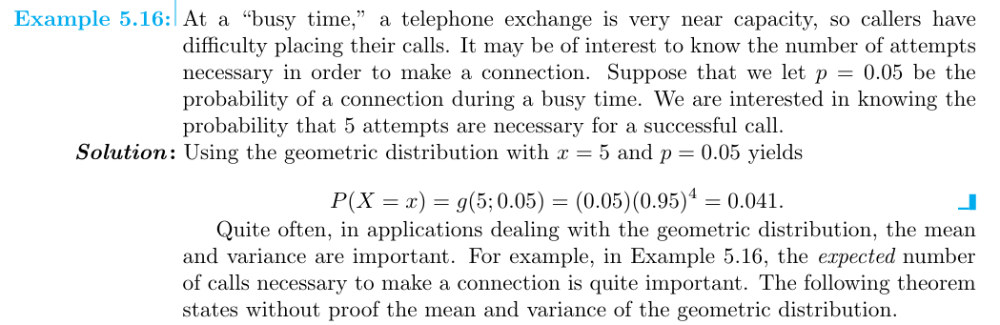 Example 5.16: At a “busy time,” a telephone exchange is very near capacity, so callers have
difficulty placing their calls. It may be of interest to know the number of attempts
necessary in order to make a connection. Suppose that we let p = 0.05 be the
probability of a connection during a busy time. We are interested in knowing the
probability that 5 attempts are necessary for a successful call.
Solution: Using the geometric distribution with x = 5 and p = 0.05 yields
P(X = x) = g(5; 0.05) = (0.05)(0.95)⁴ = 0.041.
Quite often, in applications dealing with the geometric distribution, the mean
and variance are important. For example, in Example 5.16, the expected number
of calls necessary to make a connection is quite important. The following theorem
states without proof the mean and variance of the geometric distribution.